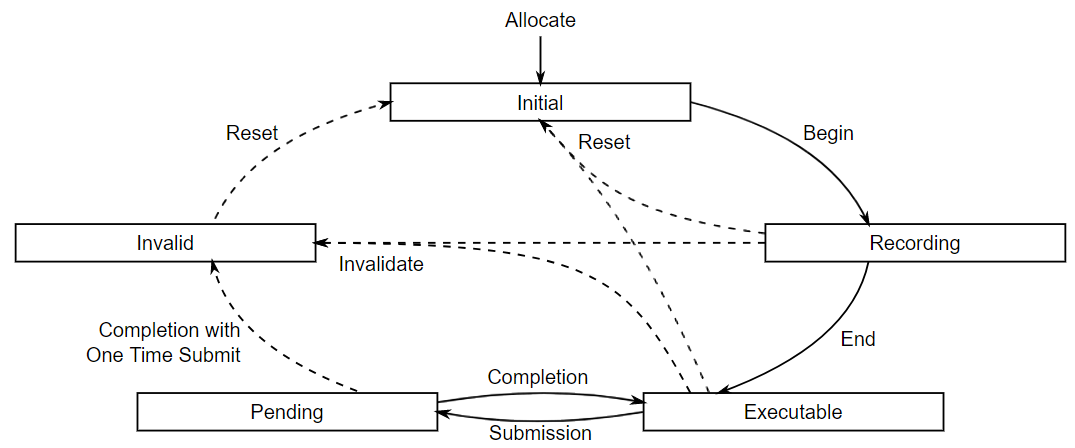 Allocate
Initial
Reset
Reset
Begin
Invalid
Recording
Invalidate
Completion with
One Time Submit
End
Completion
Pending
Executable
Submission